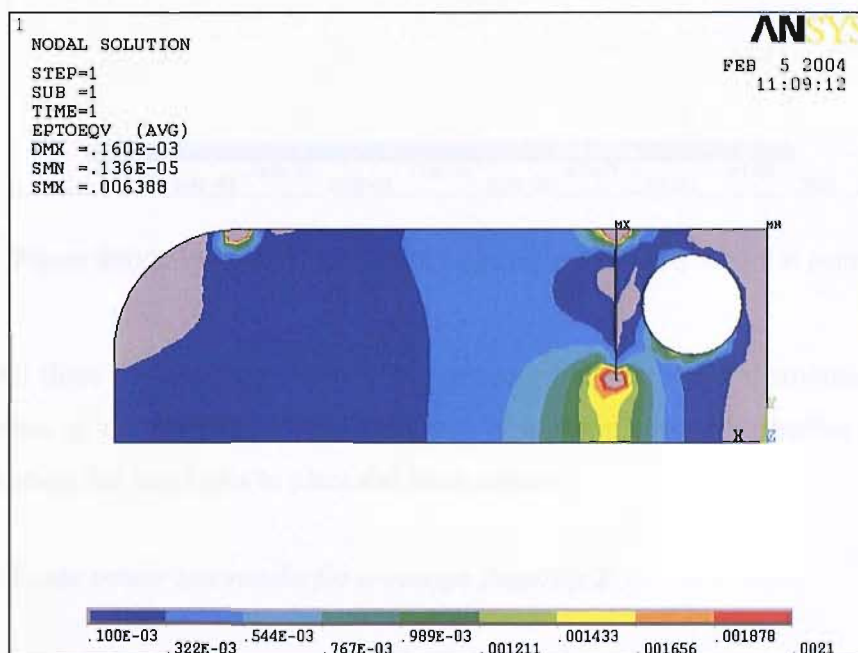 1
ANSYS
NODAL SOLUTION
FEB 5 2004
11:09:12
STEP=1
SUB =1
TIME=1
EPTOEQV (AVG)
DMX =.160E-03
SMN =.136E-05
SMX =.006388
MX
MN
Y
X
Z
.100E-03 .544E-03 .989E-03 .001433 .001878
.322E-03 .767E-03 .001211 .001656 .0021